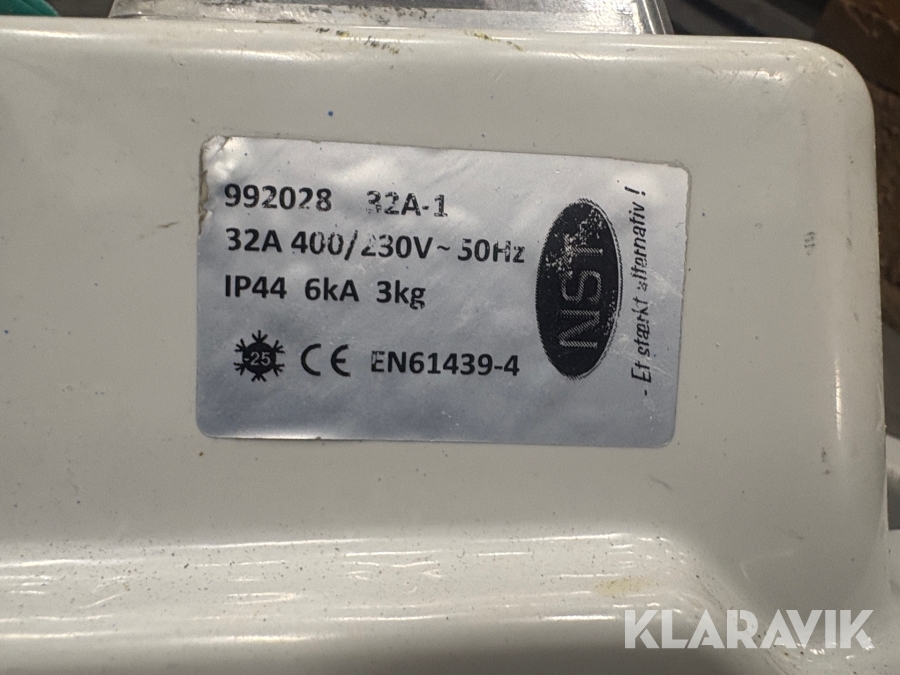 992028 32A-1
32A 400/230V~50Hz
IP44 6kA 3kg
-25 CE EN61439-4
NST
- Et stærkt alternativ !
KLARAVIK